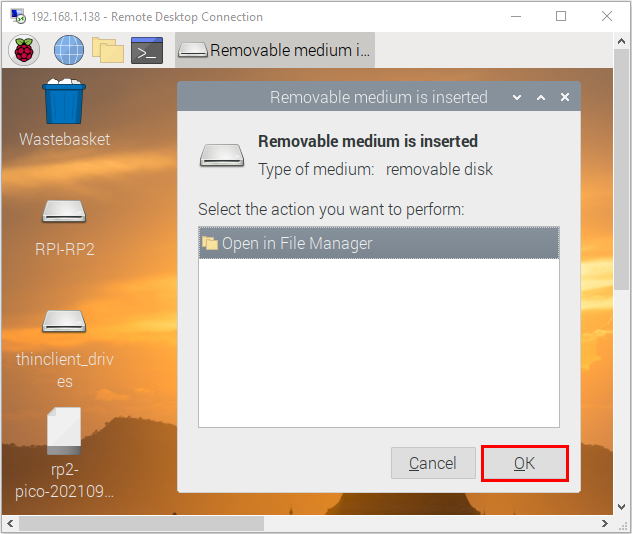 192.168.1.138 - Remote Desktop Connection
Removable medium i...
Wastebasket
RPI-RP2
thinclient_driv
es
rp2-
pico-202109...
Removable medium is inserted
Removable medium is inserted
Type of medium: removable disk
Select the action you want to perform:
Open in File Manager
Cancel
OK